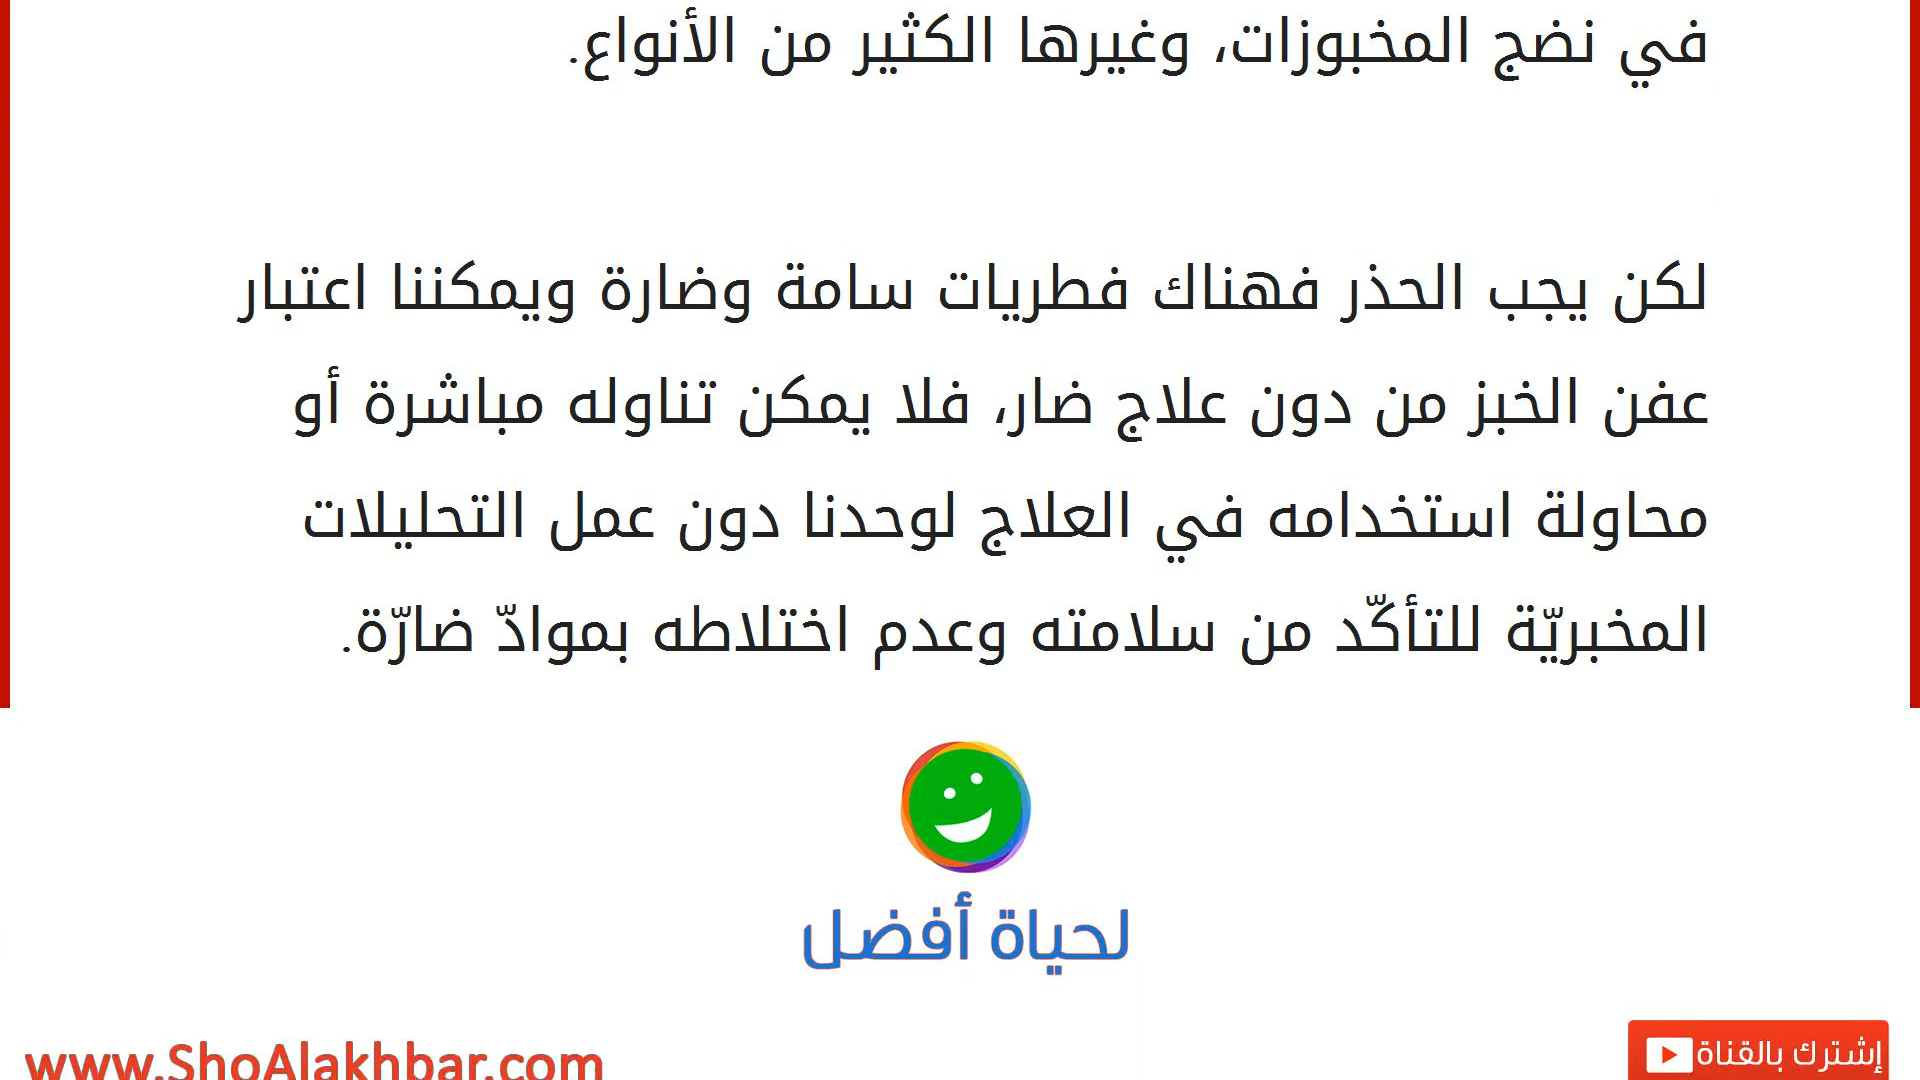 في نضج المخبوزات، وغيرها الكثير من الأنواع.
لكن يجب الحذر فهناك فطريات سامة وضارة ويمكننا اعتبار
عفن الخبز من دون علاج ضار، فلا يمكن تناوله مباشرة أو
محاولة استخدامه في العلاج لوحدنا دون عمل التحليلات
المخبريّة للتأكّد من سلامته وعدم اختلاطه بموادّ ضارّة.
لحياة أفضل
www.ShoAlakhbar.com
إشترك بالقناة